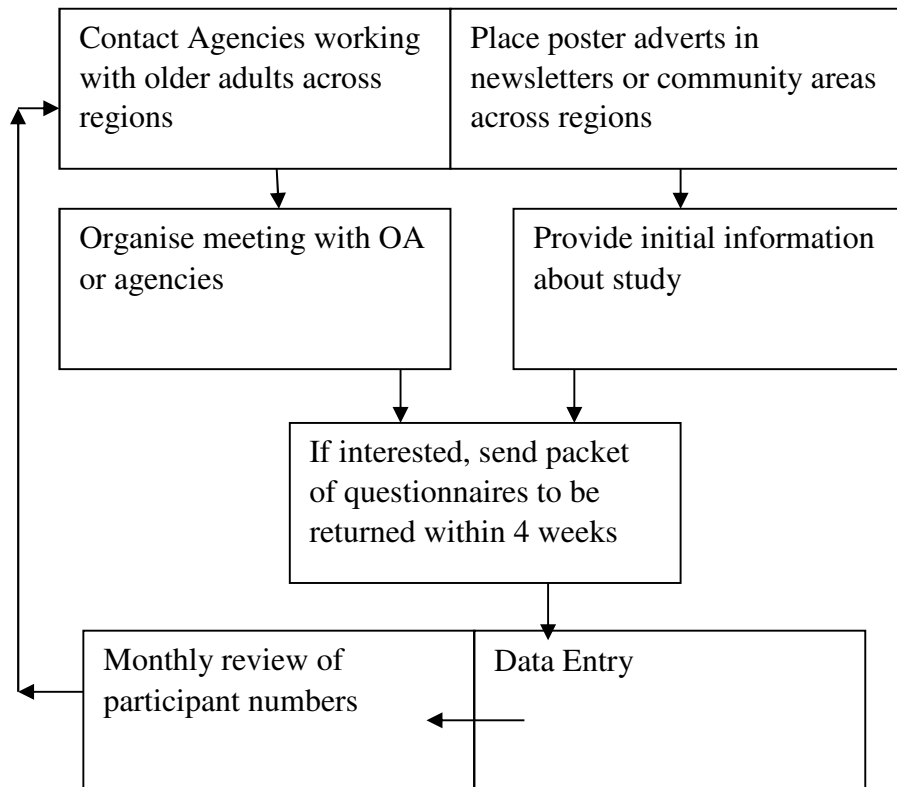 Contact Agencies working
with older adults across
regions
Place poster adverts in
newsletters or community areas
across regions
Organise meeting with OA
or agencies
Provide initial information
about study
If interested, send packet
of questionnaires to be
returned within 4 weeks
Monthly review of
participant numbers
Data Entry